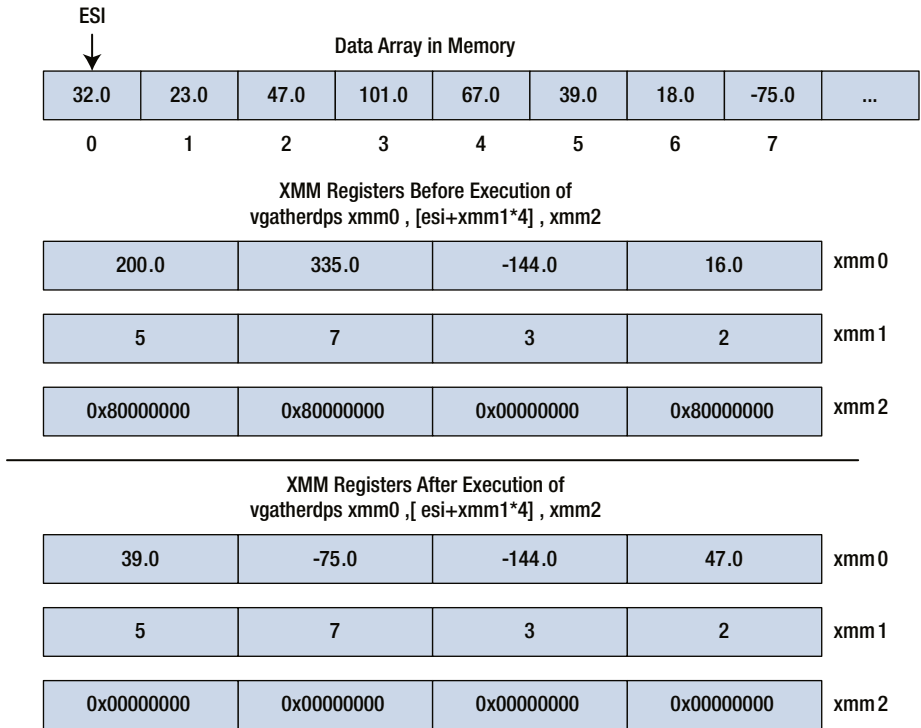 ESI
Data Array in Memory
32.0 23.0 47.0 101.0 67.0 39.0 18.0 -75.0 ...
0 1 2 3 4 5 6 7
XMM Registers Before Execution of
vgatherdps xmm0 , [esi+xmm1*4] , xmm2
200.0 335.0 -144.0 16.0 xmm0
5 7 3 2 xmm1
0x80000000 0x80000000 0x00000000 0x80000000 xmm2
XMM Registers After Execution of
vgatherdps xmm0 ,[ esi+xmm1*4] , xmm2
39.0 -75.0 -144.0 47.0 xmm0
5 7 3 2 xmm1
0x00000000 0x00000000 0x00000000 0x00000000 xmm2